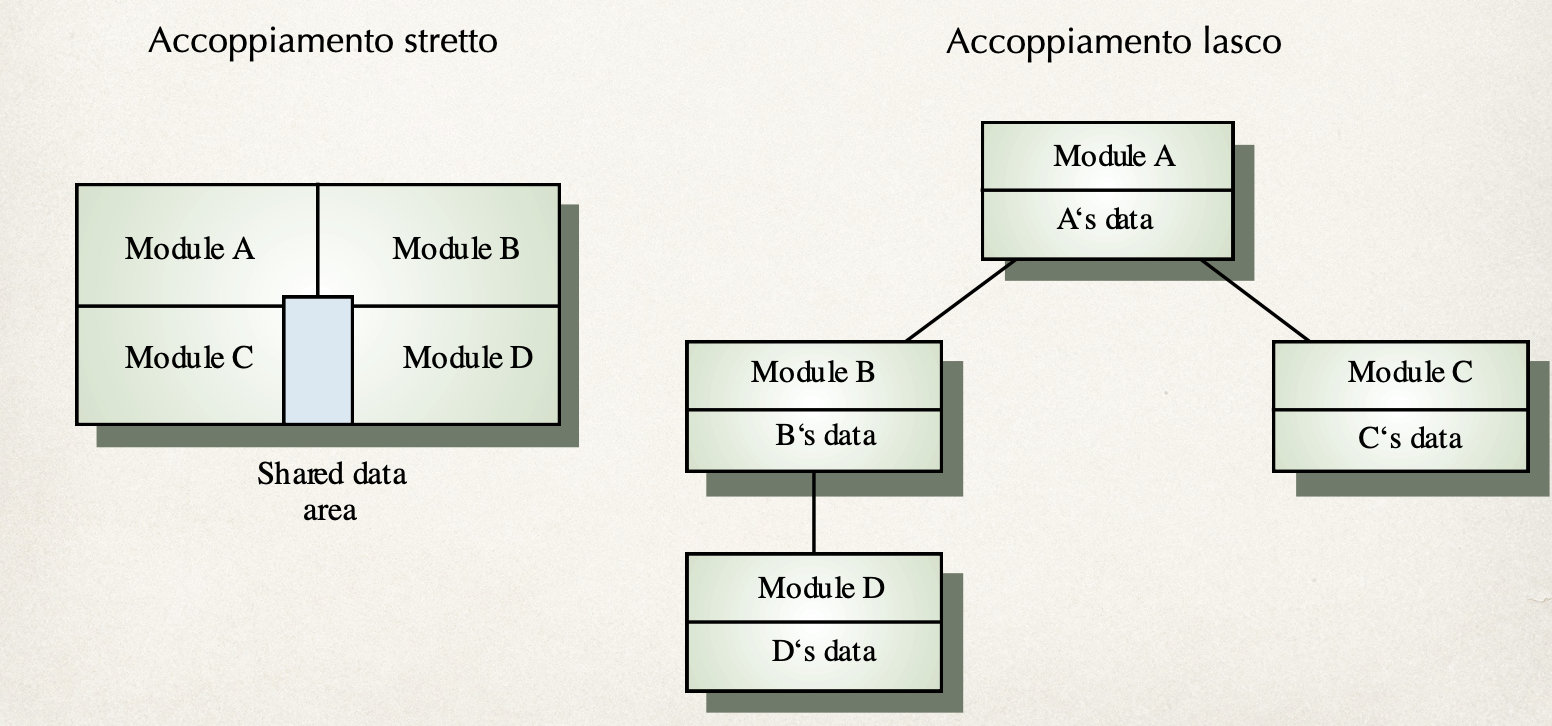 Accoppiamento stretto
Module A
Module B
Module C
Module D
Shared data
area
Accoppiamento lasco
Module A
A‘s data
Module B
B‘s data
Module C
C‘s data
Module D
D‘s data